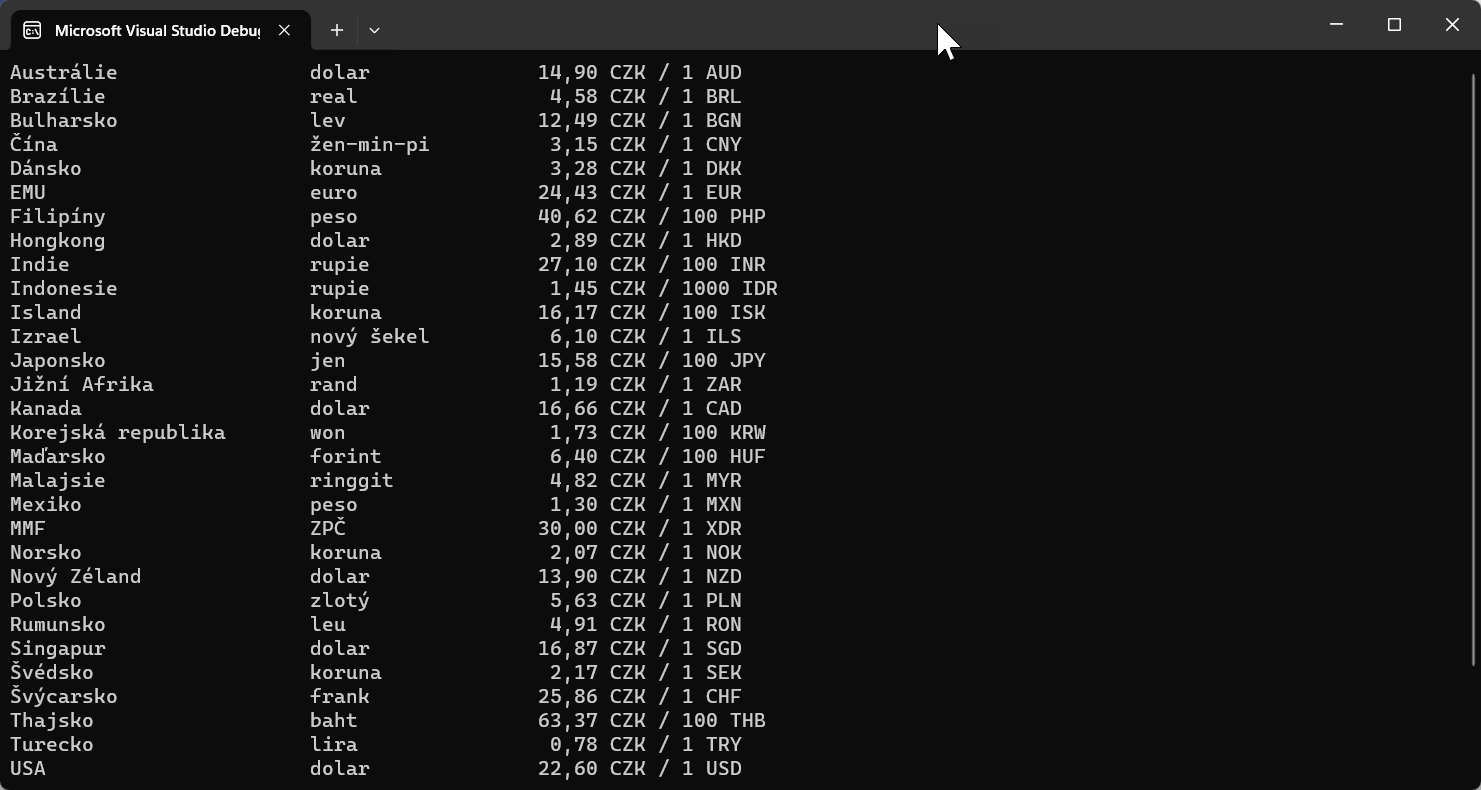 Microsoft Visual Studio Debug
Austrálie dolar 14,90 CZK / 1 AUD
Brazílie real 4,58 CZK / 1 BRL
Bulharsko lev 12,49 CZK / 1 BGN
Čína žen-min-pi 3,15 CZK / 1 CNY
Dánsko koruna 3,28 CZK / 1 DKK
EMU euro 24,43 CZK / 1 EUR
Filipíny peso 40,62 CZK / 100 PHP
Hongkong dolar 2,89 CZK / 1 HKD
Indie rupie 27,10 CZK / 100 INR
Indonesie rupie 1,45 CZK / 1000 IDR
Island koruna 16,17 CZK / 100 ISK
Izrael nový šekel 6,10 CZK / 1 ILS
Japonsko jen 15,58 CZK / 100 JPY
Jižní Afrika rand 1,19 CZK / 1 ZAR
Kanada dolar 16,66 CZK / 1 CAD
Korejská republika won 1,73 CZK / 100 KRW
Maďarsko forint 6,40 CZK / 100 HUF
Malajsie ringgit 4,82 CZK / 1 MYR
Mexiko peso 1,30 CZK / 1 MXN
MMF ZPČ 30,00 CZK / 1 XDR
Norsko koruna 2,07 CZK / 1 NOK
Nový Zéland dolar 13,90 CZK / 1 NZD
Polsko zlotý 5,63 CZK / 1 PLN
Rumunsko leu 4,91 CZK / 1 RON
Singapur dolar 16,87 CZK / 1 SGD
Švédsko koruna 2,17 CZK / 1 SEK
Švýcarsko frank 25,86 CZK / 1 CHF
Thajsko baht 63,37 CZK / 100 THB
Turecko lira 0,78 CZK / 1 TRY
USA dolar 22,60 CZK / 1 USD